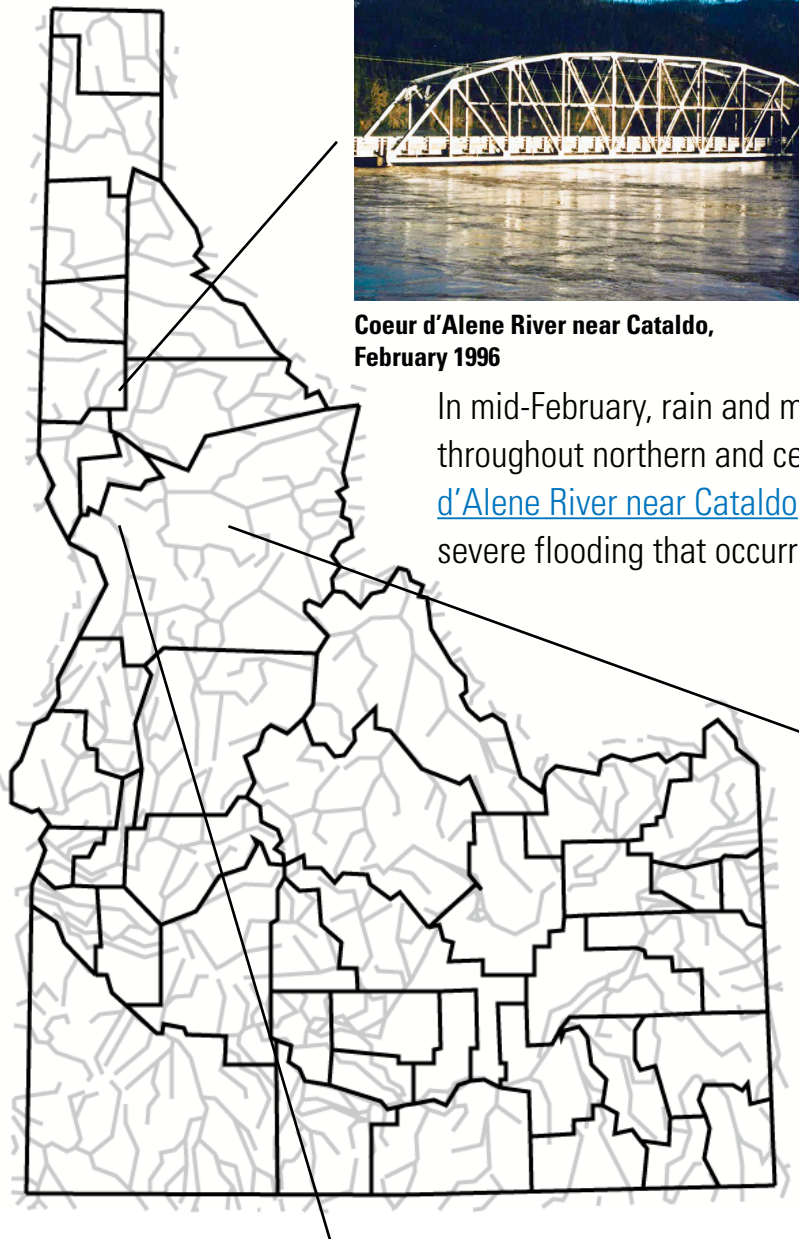 Coeur d’Alene River near Cataldo,
February 1996
In mid-February, rain and m
throughout northern and ce
d’Alene River near Cataldo
severe flooding that occurr